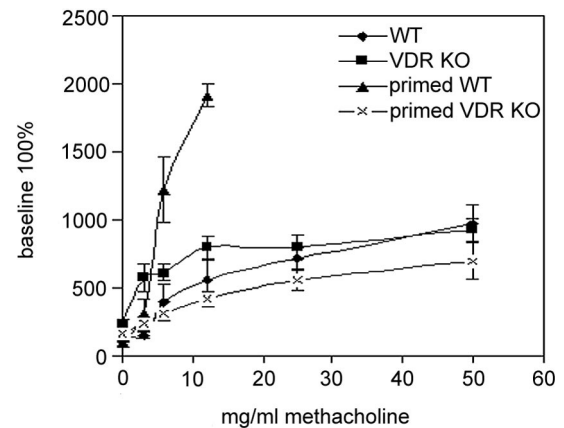 2500
2000
1500
1000
500
0
baseline 100%
WT
VDR KO
primed WT
primed VDR KO
0 10 20 30 40 50 60
mg/ml methacholine